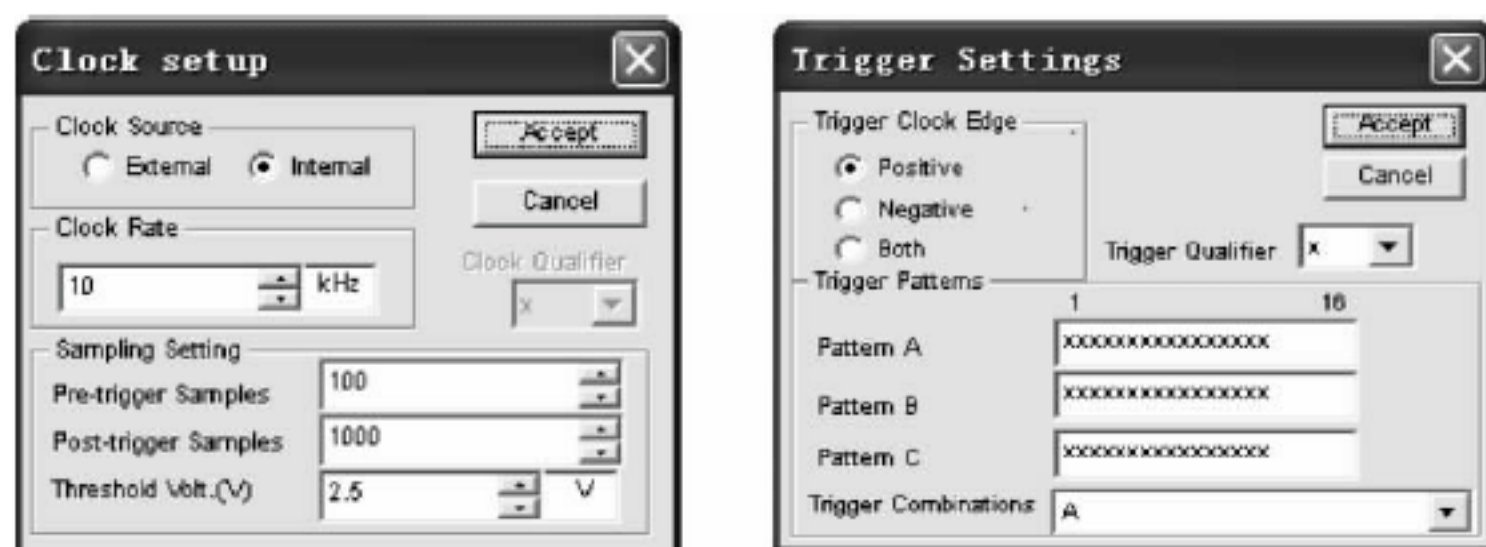 Clock setup
Clock Source
External Internal
Accept
Cancel
Clock Rate
10 kHz
Clock Qualifier
x
Sampling Setting
Pre-trigger Samples 100
Post-trigger Samples 1000
Threshold Volt.(V) 2.5 V
Trigger Settings
Trigger Clock Edge
Positive
Negative
Both
Accept
Cancel
Trigger Qualifier x
Trigger Patterns
1 16
Pattern A xxxxxxxxxxxxxxxx
Pattern B xxxxxxxxxxxxxxxx
Pattern C xxxxxxxxxxxxxxxx
Trigger Combinations A